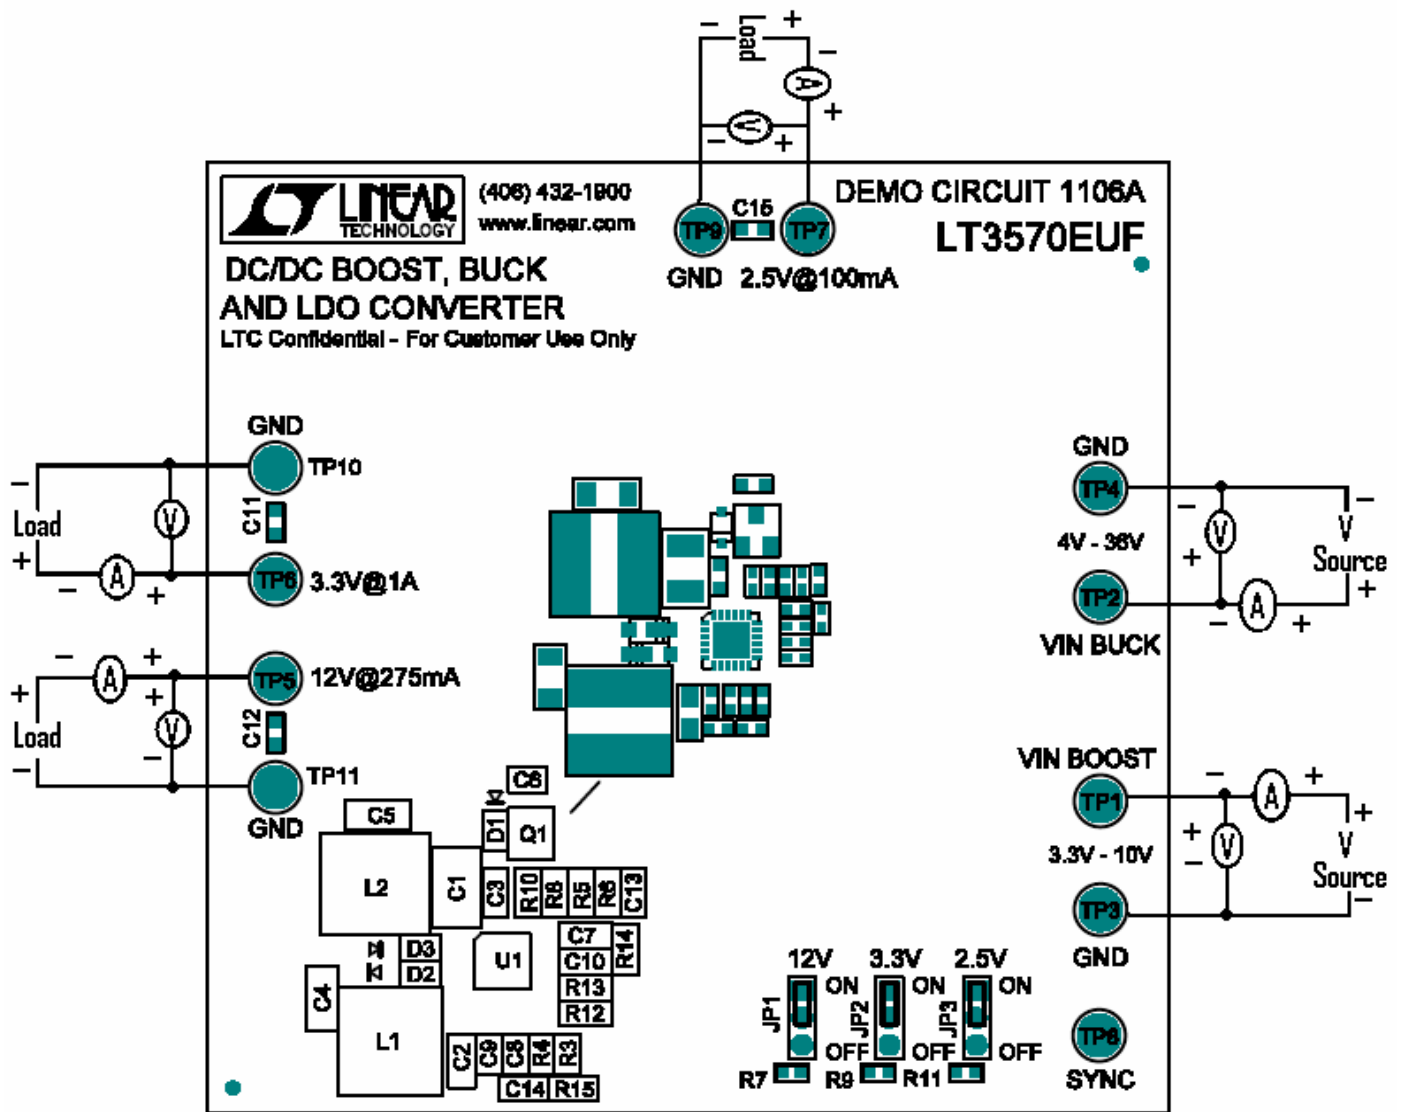 - Load +
-
A
+
- V +
LINEAR
TECHNOLOGY
(408) 432-1900
www.linear.com
DEMO CIRCUIT 1106A
LT3570EUF
TP9 C15 TP7
GND 2.5V@100mA
DC/DC BOOST, BUCK
AND LDO CONVERTER
LTC Confidential - For Customer Use Only
GND
TP10
-
Load
+
V
C11
- A +
TP6 3.3V@1A
GND
TP4
4V - 36V
TP2
VIN BUCK
-
V
+
- A +
-
V
Source
+
- A +
TP5 12V@275mA
+
Load
-
+
V
-
C12
TP11
GND
VIN BOOST
TP1
3.3V - 10V
TP3
GND
- A +
+
V
-
+
V
Source
-
C6
C5
D1 Q1
L2 C1 C3 R10 R8 R5 R6 C13
C7 R14
D3 C10
D2 U1 R13
C4 R12
L1
C2 C9 C8 R4 R3
C14 R15
12V 3.3V 2.5V
JP1 ON JP2 ON JP3 ON
OFF OFF OFF
R7 R9 R11
TP8
SYNC